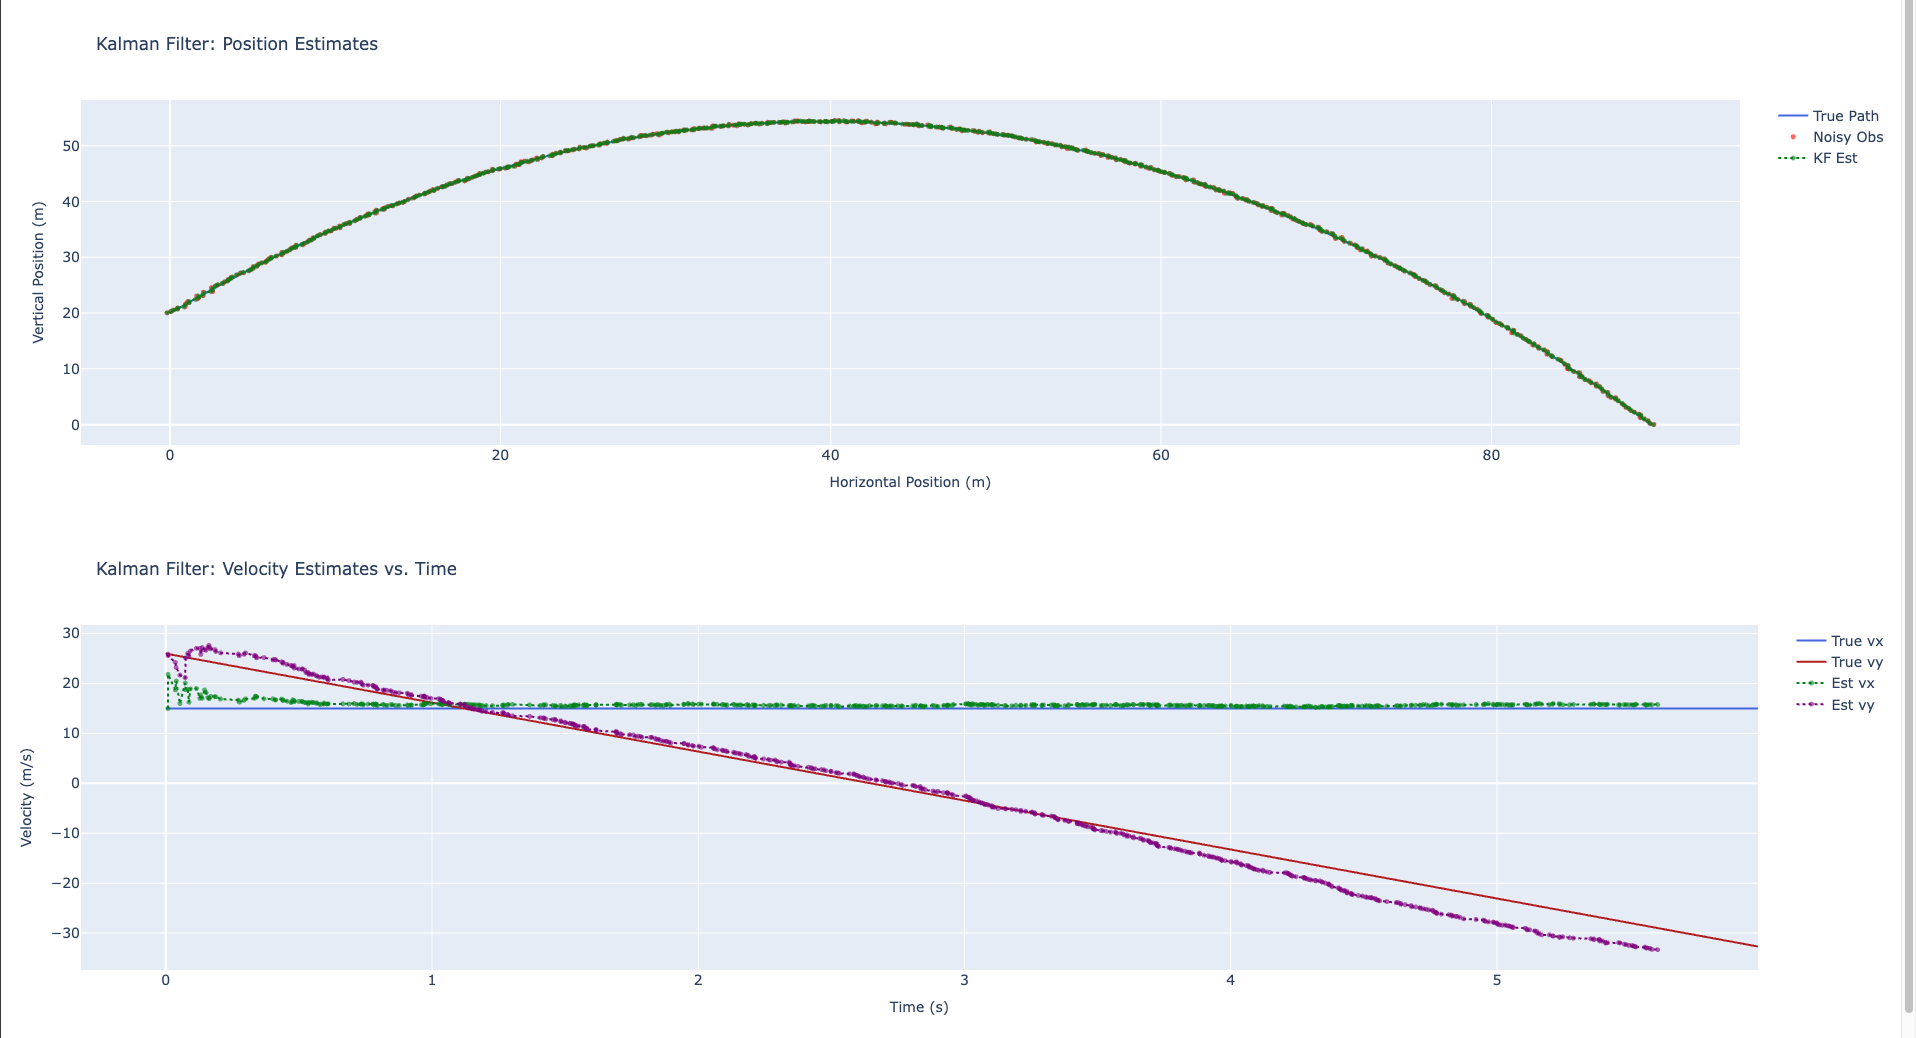 Kalman Filter: Position Estimates
True Path
Noisy Obs
KF Est
Vertical Position (m)
50
40
30
20
10
0
0 20 40 60 80
Horizontal Position (m)
Kalman Filter: Velocity Estimates vs. Time
True vx
True vy
Est vx
Est vy
Velocity (m/s)
30
20
10
0
−10
−20
−30
0 1 2 3 4 5
Time (s)